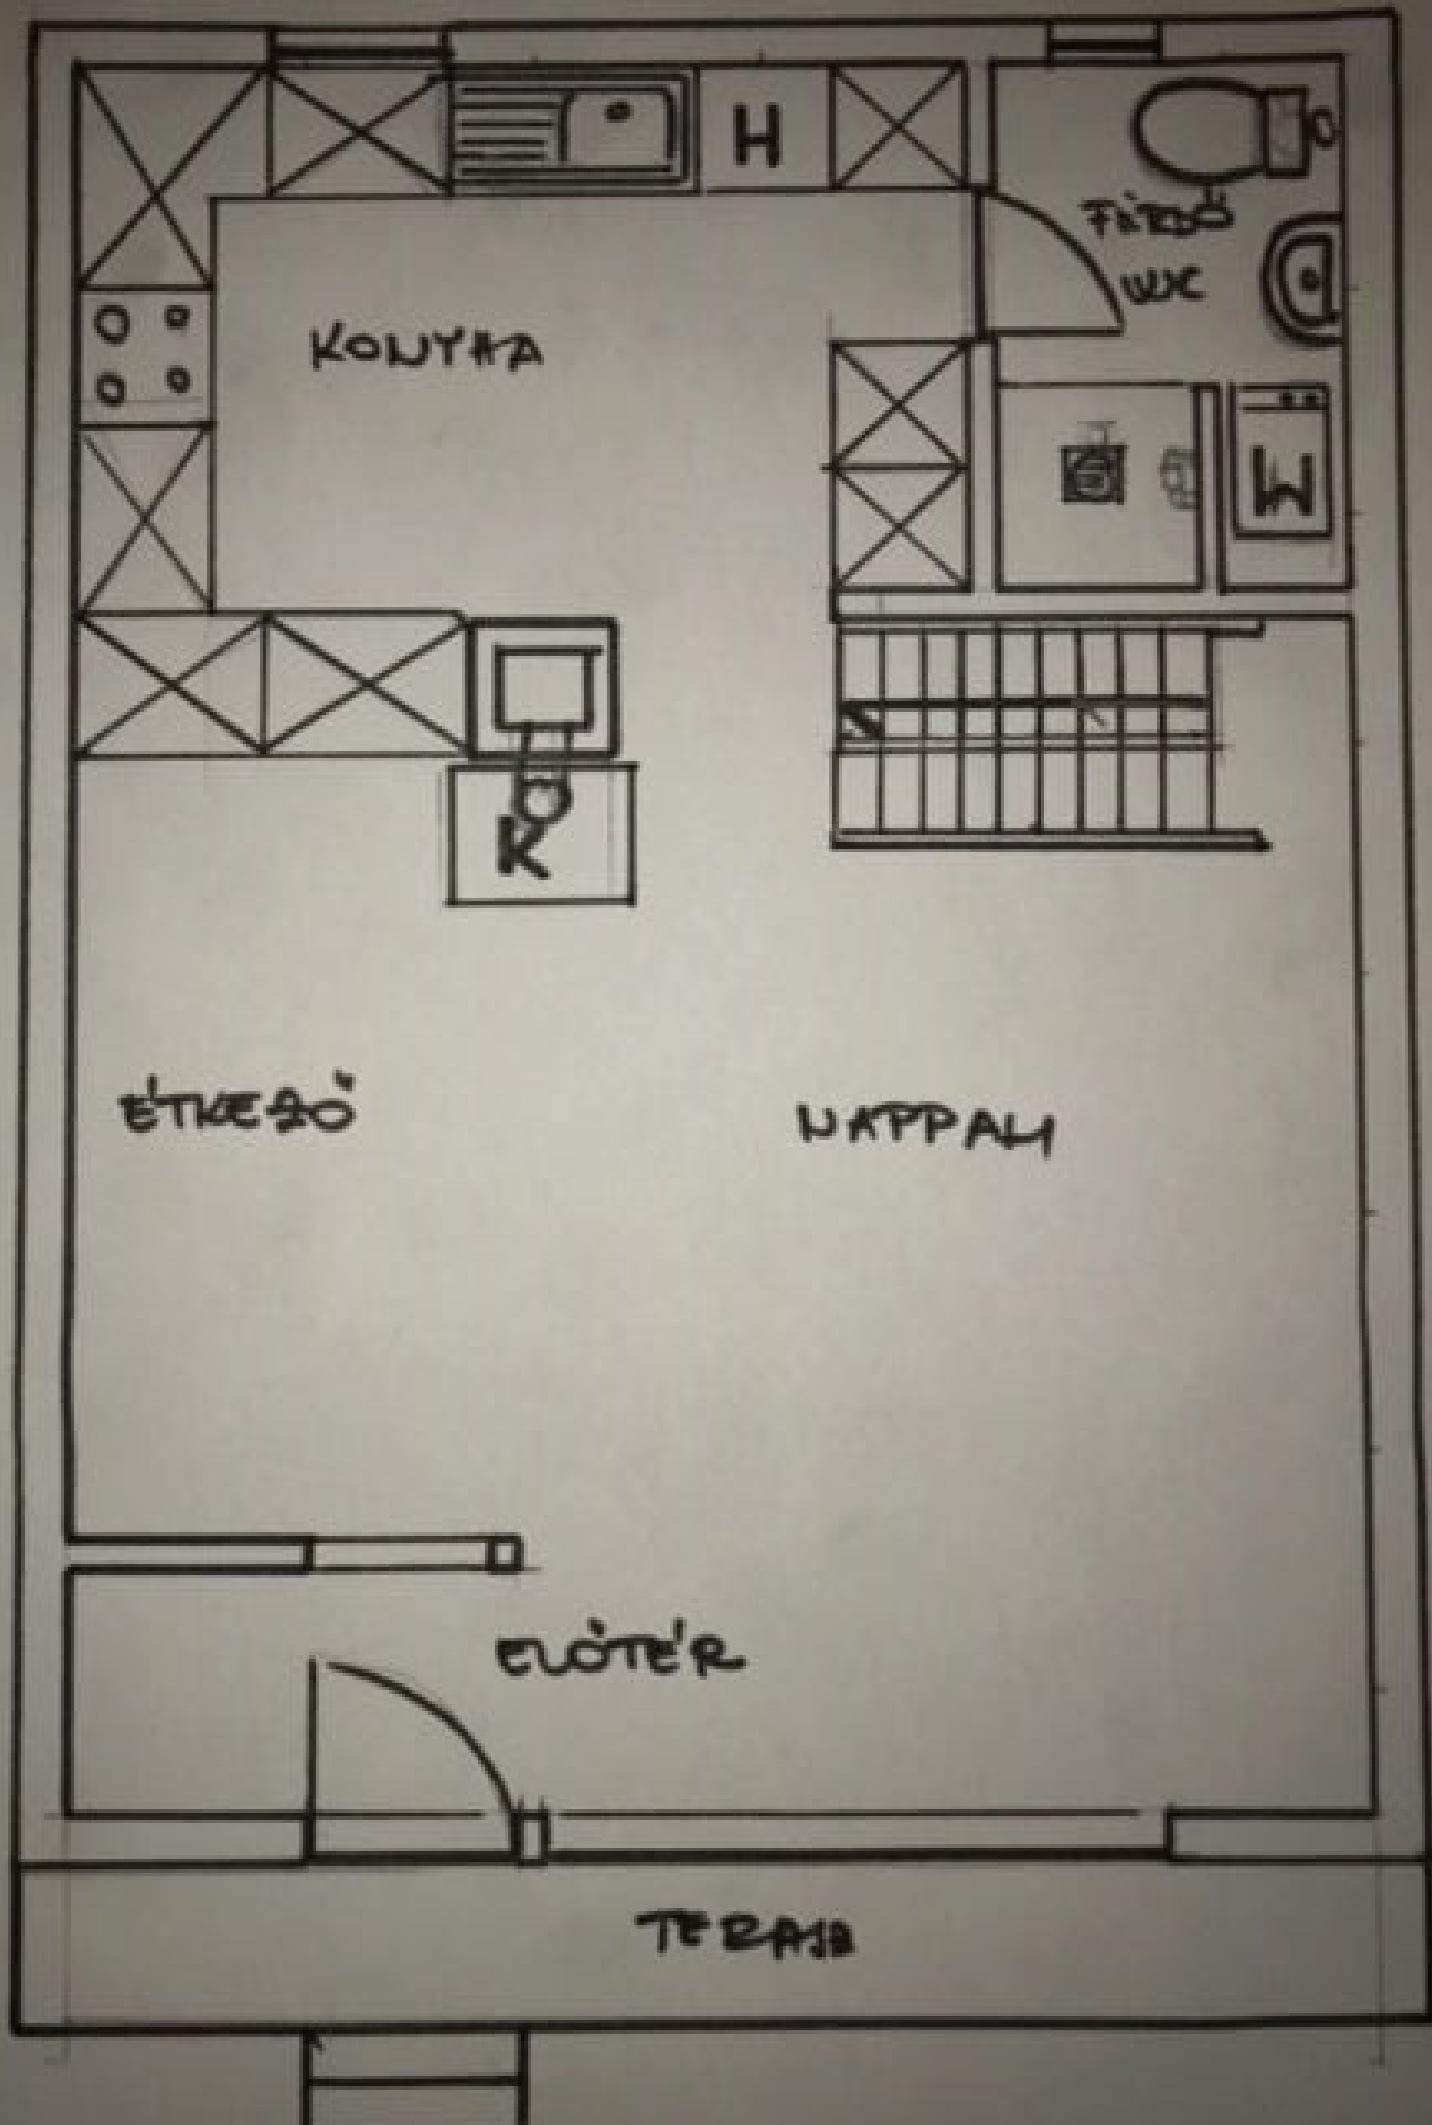 H
FÜRDŐ
WC
KONYHA
W
K
ÉTKEZŐ
NAPPALI
ELŐTÉR
TERASZ